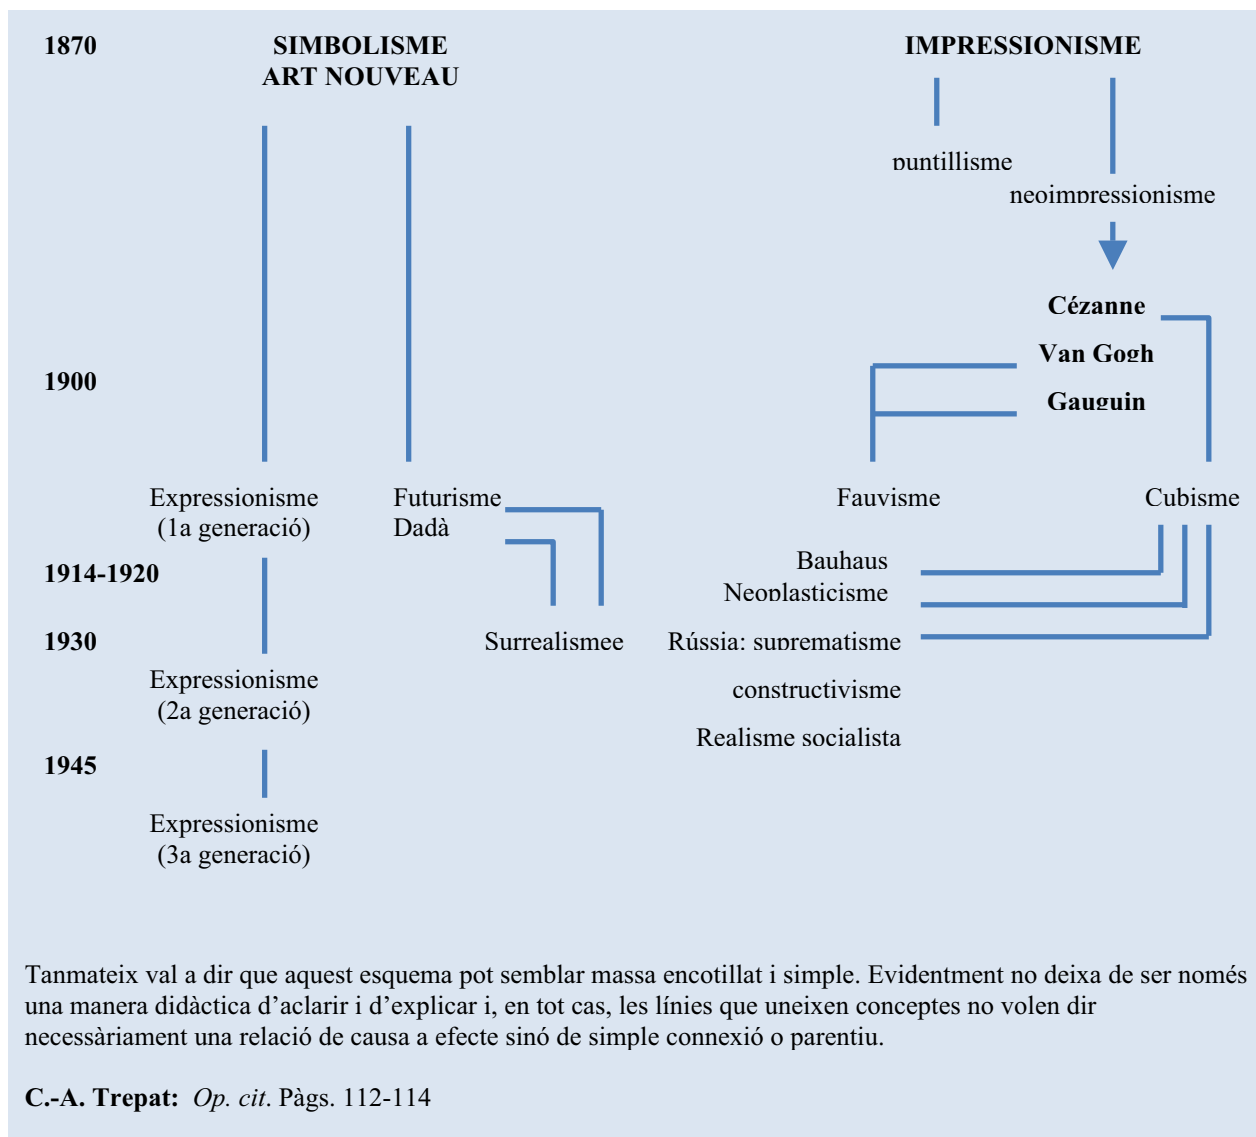 1870 SIMBOLISME IMPRESSIONISME
ART NOUVEAU
puntillisme
neoimpressionisme
Cézanne
Van Gogh
1900
Gauguin
Expressionisme Futurisme Fauvisme Cubisme
(1a generació) Dadà
Bauhaus
1914-1920
Neoplasticisme
1930 Surrealismee Rússia: suprematisme
Expressionisme constructivisme
(2a generació)
Realisme socialista
1945
Expressionisme
(3a generació)
Tanmateix val a dir que aquest esquema pot semblar massa encotillat i simple. Evidentment no deixa de ser només
una manera didàctica d’aclarir i d’explicar i, en tot cas, les línies que uneixen conceptes no volen dir
necessàriament una relació de causa a efecte sinó de simple connexió o parentiu.
C.-A. Trepat: Op. cit. Pàgs. 112-114